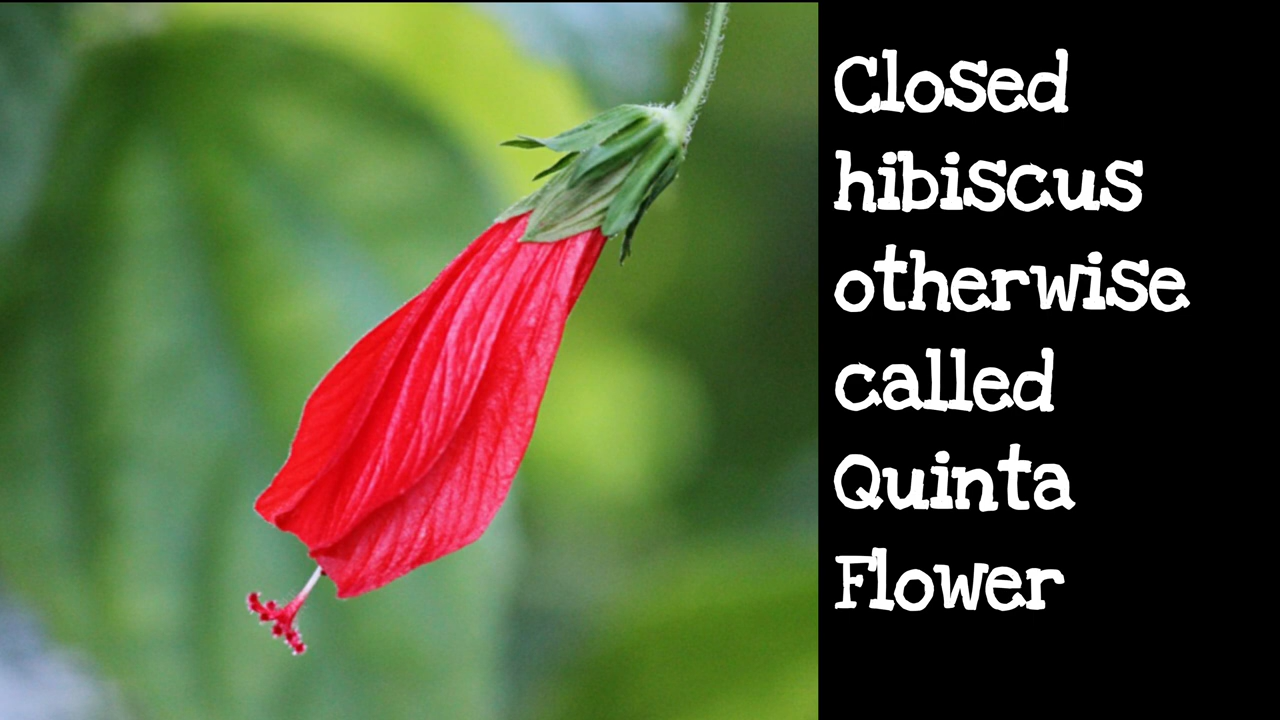 Closed
hibiscus
otherwise
called
Quinta
Flower